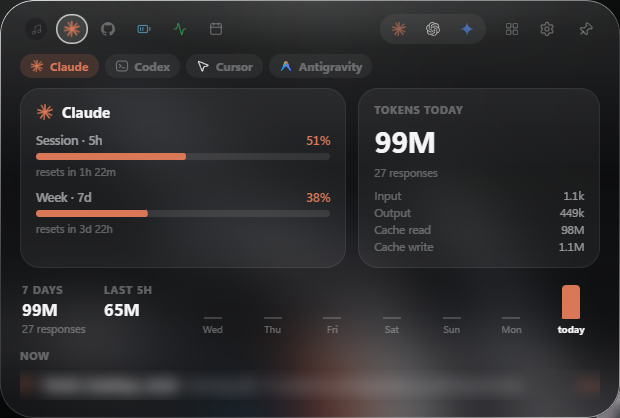 Claude Codex Cursor Antigravity
Claude
Session · 5h 51%
resets in 1h 22m
Week · 7d 38%
resets in 3d 22h
TOKENS TODAY
99M
27 responses
Input 1.1k
Output 449k
Cache read 98M
Cache write 1.1M
7 DAYS
99M
27 responses
LAST 5H
65M
Wed Thu Fri Sat Sun Mon today
NOW